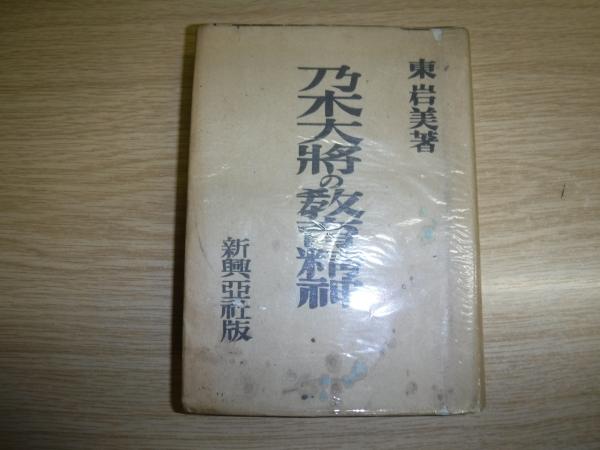 東岩美著
乃木大將の教育精神
新興亞社版